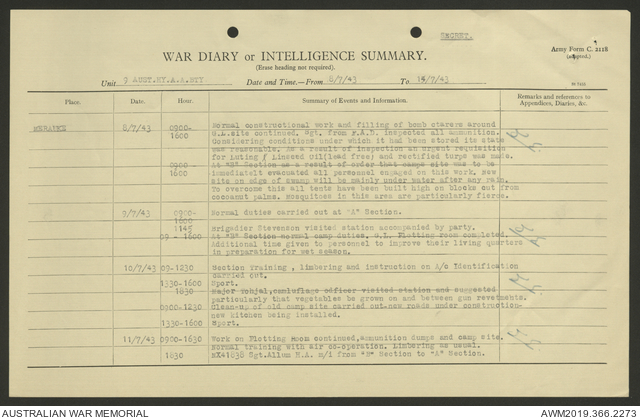 SECRET.
Army Form C. 2118
(adapted.)
WAR DIARY or INTELLIGENCE SUMMARY.
(Erase heading not required).
Unit 9 AUST.HY.A.A.BTY Date and Time.—From 8/7/43 To 14/7/43
Place. Date. Hour. Summary of Events and Information. Remarks and references to
Appendices, Diaries, &c.
MERAUKE 8/7/43 0900- Normal constructional work and filling of bomb craters around
1600 G.L.site continued. Sgt. from F.A.D. inspected all ammunition.
Considering conditions under which it had been stored its state
was reasonable. As a result of inspection an urgent requisition
for Luting / Linseed Oil(lead free) and rectified torps was made.
0900- At "B" Section as a result of order that camp site was to be
1600 immediatelt evacuated all personnel engaged on this work. New
site on edge of swamp will be mainly under water after any rain.
To overcome this all tents have been built high on blocks cut from
cocoanut palms. Mosquitoes in this area are particularly fierce.
9/7/43 0900- Normal duties carried out at "A" Section.
1600
1145 Brigadier Stevenson visited station accompanied by party.
09 - 1600 At "B" Section normal camp duties. G.L. Plotting room completed.
Additional time given to personnel to improve their living quarters
in preparation for wet season.
10/7/43 09-1230 Section Training , limbering and instruction on A/c Identification
carried out.
1330-1600 Sport.
1030 Major camluflage officer visited station and suggested
particularly that vegetables be grown on and between gun revetments.
0900-1230 Clean-up of old camp site carried out-new roads under construction-
new kitchen being installed.
1330-1600 Sport.
11/7/43 0900-1630 Work on Plotting Room continued,ammunition dumps and camp site.
Normal training with air co-operation. Limbering as usual.
1830 NX41838 Sgt.Allum H.A. m/i from "B" Section to "A" Section.
AUSTRALIAN WAR MEMORIAL
AWM2019.366.2273